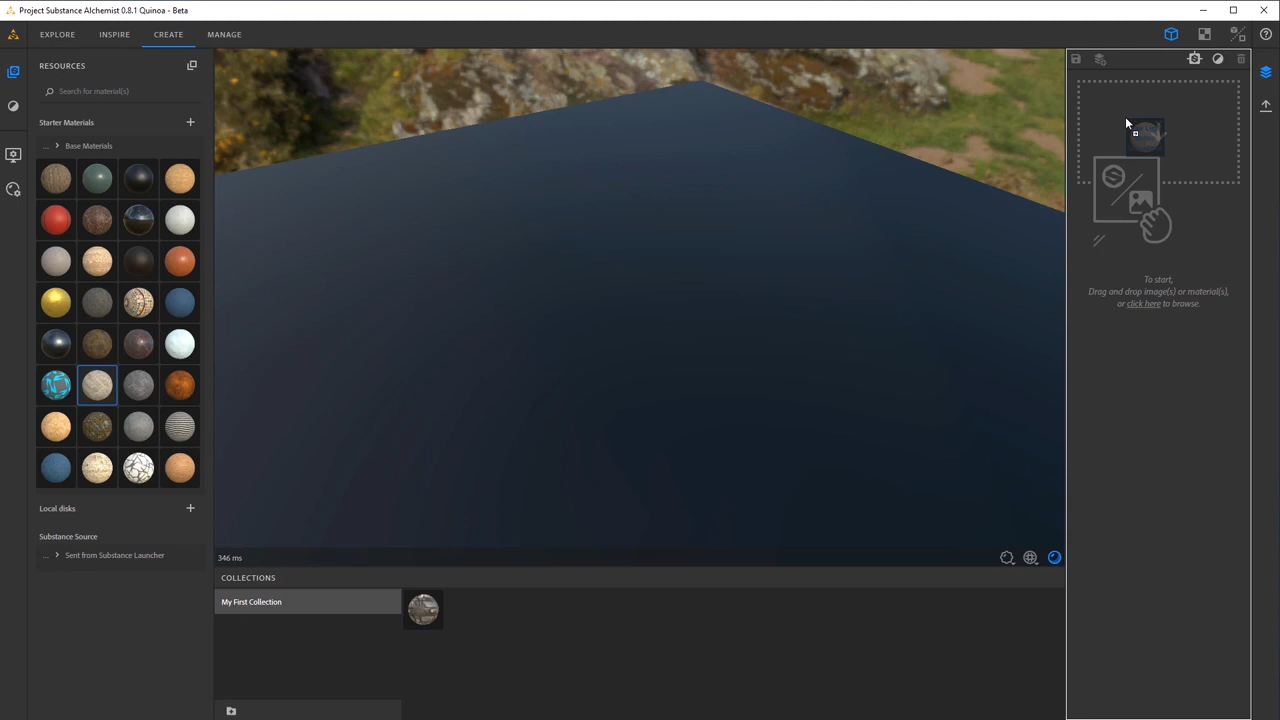 Project Substance Alchemist 0.8.1 Quinoa - Beta
EXPLORE
INSPIRE
CREATE
MANAGE
RESOURCES
Search for material(s)
Starter Materials
... > Base Materials
Local disks
Substance Source
... > Sent from Substance Launcher
346 ms
COLLECTIONS
My First Collection
To start,
Drag and drop image(s) or material(s),
or click here to browse.